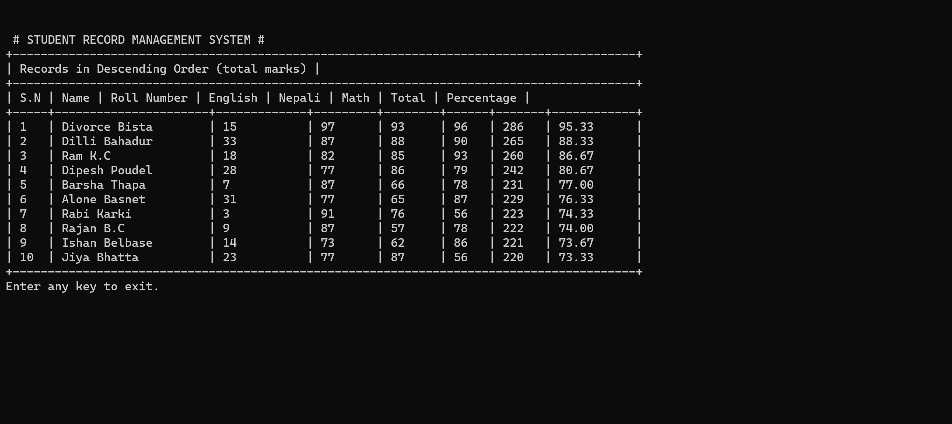 # STUDENT RECORD MANAGEMENT SYSTEM #
+-----------------------------------------------------------------------------------------+
| Records in Descending Order (total marks) |
+-----------------------------------------------------------------------------------------+
| S.N | Name | Roll Number | English | Nepali | Math | Total | Percentage |
+-----+----------------------+-------------+---------+--------+------+-------+------------+
| 1 | Divorce Bista | 15 | 97 | 93 | 96 | 286 | 95.33 |
| 2 | Dilli Bahadur | 33 | 87 | 88 | 90 | 265 | 88.33 |
| 3 | Ram K.C | 18 | 82 | 85 | 93 | 260 | 86.67 |
| 4 | Dipesh Poudel | 28 | 77 | 86 | 79 | 242 | 80.67 |
| 5 | Barsha Thapa | 7 | 87 | 66 | 78 | 231 | 77.00 |
| 6 | Alone Basnet | 31 | 77 | 65 | 87 | 229 | 76.33 |
| 7 | Rabi Karki | 3 | 91 | 76 | 56 | 223 | 74.33 |
| 8 | Rajan B.C | 9 | 87 | 57 | 78 | 222 | 74.00 |
| 9 | Ishan Belbase | 14 | 73 | 62 | 86 | 221 | 73.67 |
| 10 | Jiya Bhatta | 23 | 77 | 87 | 56 | 220 | 73.33 |
+-----------------------------------------------------------------------------------------+
Enter any key to exit.